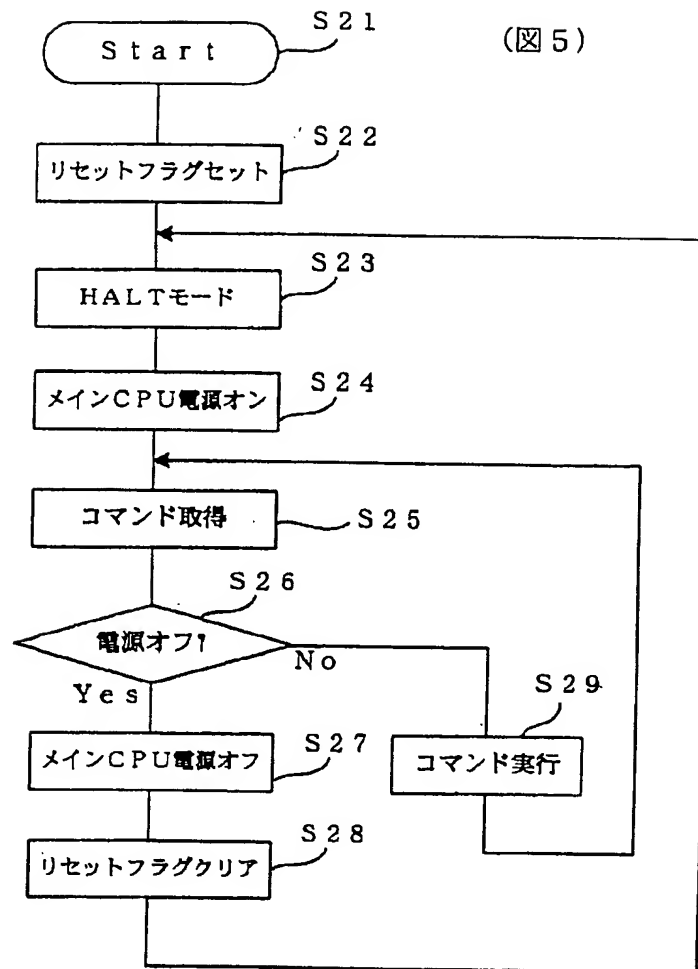 S21
(図5)
Start
S22
リセットフラグセット
S23
HALTモード
S24
メインCPU電源オン
コマンド取得
S25
S26
電源オフ?
No
Yes
S29
S27
メインCPU電源オフ
コマンド実行
S28
リセットフラグクリア